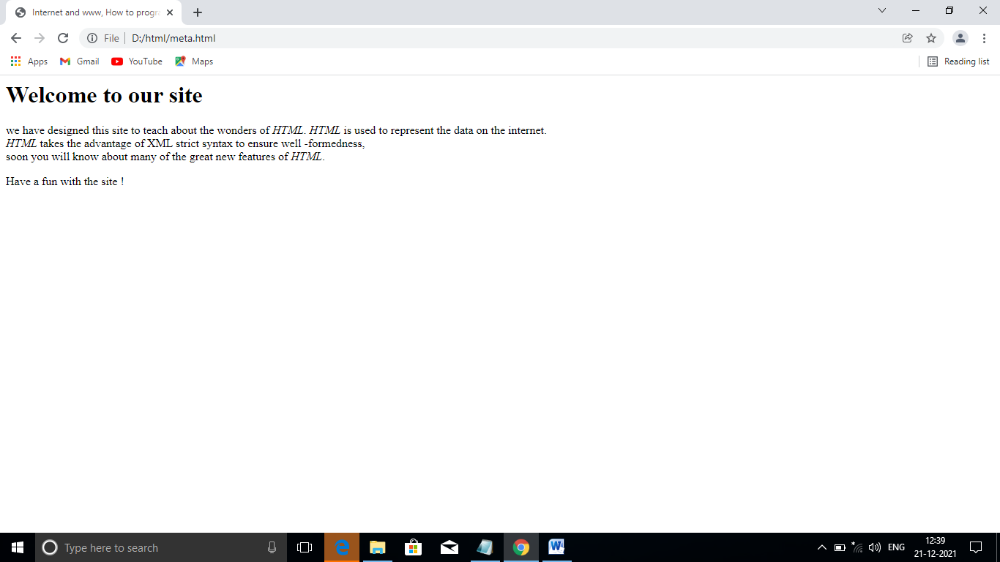 Internet and www, How to progr
File
D:/html/meta.html
Apps
Gmail
YouTube
Maps
Reading list
Welcome to our site
we have designed this site to teach about the wonders of HTML. HTML is used to represent the data on the internet.
HTML takes the advantage of XML strict syntax to ensure well -formedness,
soon you will know about many of the great new features of HTML.
Have a fun with the site !
Type here to search
ENG
12:39
21-12-2021